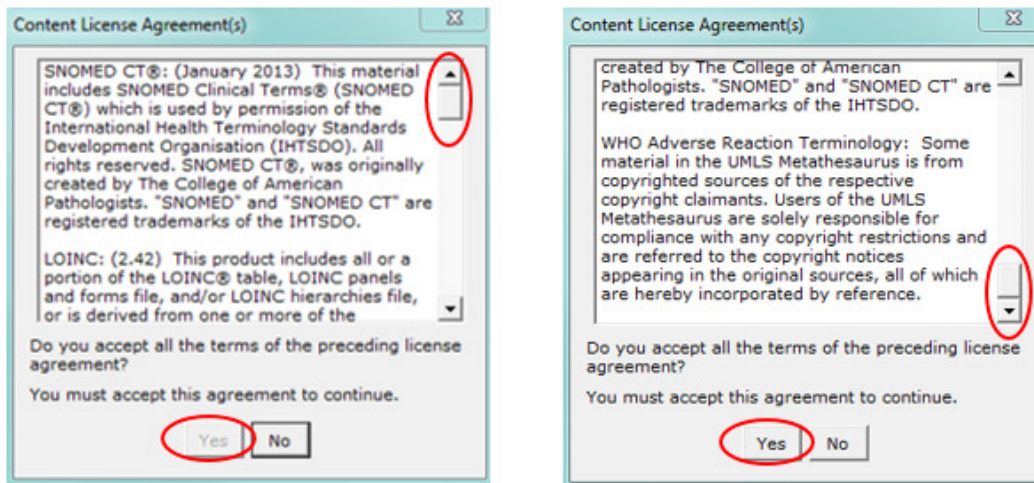 Content License Agreement(s)
SNOMED CT®: (January 2013) This material
includes SNOMED Clinical Terms® (SNOMED
CT®) which is used by permission of the
International Health Terminology Standards
Development Organisation (IHTSDO). All
rights reserved. SNOMED CT®, was originally
created by The College of American
Pathologists. "SNOMED" and "SNOMED CT" are
registered trademarks of the IHTSDO.
LOINC: (2.42) This product includes all or a
portion of the LOINC® table, LOINC panels
and forms file, and/or LOINC hierarchies file,
or is derived from one or more of the
Do you accept all the terms of the preceding license
agreement?
You must accept this agreement to continue.
Yes No
Content License Agreement(s)
created by The College of American
Pathologists. "SNOMED" and "SNOMED CT" are
registered trademarks of the IHTSDO.
WHO Adverse Reaction Terminology: Some
material in the UMLS Metathesaurus is from
copyrighted sources of the respective
copyright claimants. Users of the UMLS
Metathesaurus are solely responsible for
compliance with any copyright restrictions and
are referred to the copyright notices
appearing in the original sources, all of which
are hereby incorporated by reference.
Do you accept all the terms of the preceding license
agreement?
You must accept this agreement to continue.
Yes No